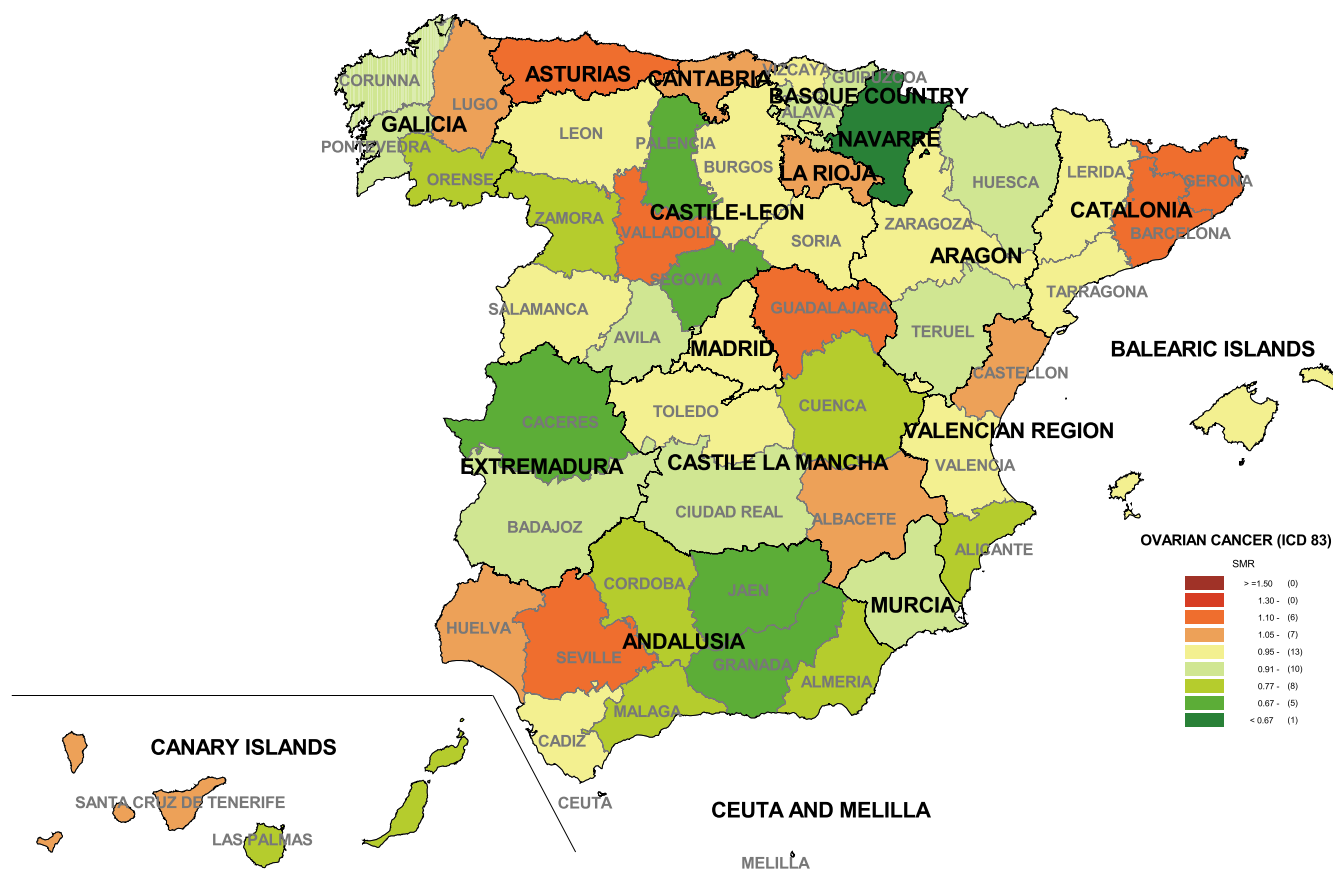 ASTURIAS
CANTABRIA
VIZCAYA
GUIPUZCOA
CORUNNA
BASQUE COUNTRY
LUGO
ALAVA
GALICIA
LEON
PALENCIA
NAVARRE
PONTEVEDRA
BURGOS
LA RIOJA
LERIDA
ORENSE
HUESCA
GERONA
CASTILE-LEON
CATALONIA
ZAMORA
VALLADOLID
ZARAGOZA
BARCELONA
SORIA
ARAGON
SEGOVIA
TARRAGONA
SALAMANCA
GUADALAJARA
AVILA
TERUEL
MADRID
BALEARIC ISLANDS
CASTELLON
TOLEDO
CUENCA
CACERES
VALENCIAN REGION
EXTREMADURA
CASTILE LA MANCHA
VALENCIA
CIUDAD REAL
ALBACETE
BADAJOZ
ALICANTE
CORDOBA
JAEN
MURCIA
HUELVA
ANDALUSIA
SEVILLE
GRANADA
ALMERIA
MALAGA
CADIZ
OVARIAN CANCER (ICD 83)
SMR
> =1.50 (0)
1.30 - (0)
1.10 - (6)
1.05 - (7)
0.95 - (13)
0.91 - (10)
0.77 - (8)
0.67 - (5)
< 0.67 (1)
CANARY ISLANDS
SANTA CRUZ DE TENERIFE
LAS PALMAS
CEUTA
CEUTA AND MELILLA
MELILLA